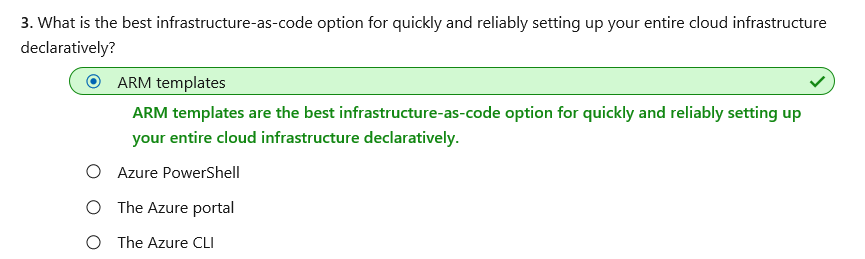 3. What is the best infrastructure-as-code option for quickly and reliably setting up your entire cloud infrastructure
declaratively?
ARM templates
ARM templates are the best infrastructure-as-code option for quickly and reliably setting up
your entire cloud infrastructure declaratively.
Azure PowerShell
The Azure portal
The Azure CLI